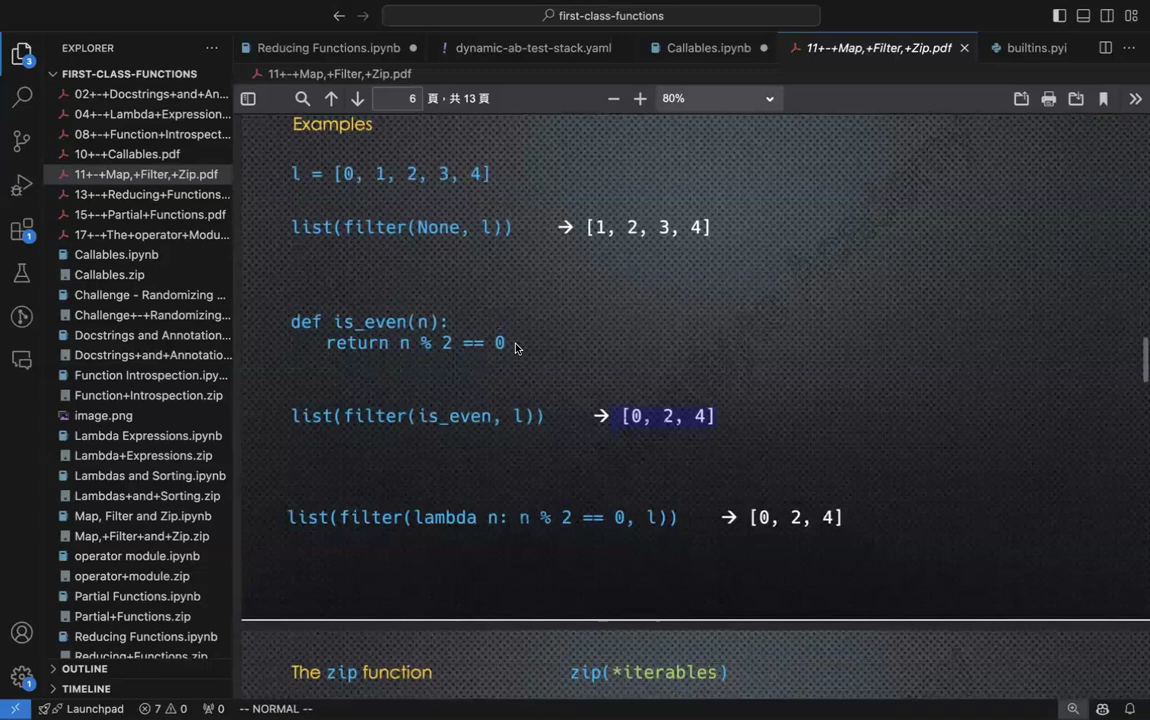 first-class-functions
EXPLORER
Reducing Functions.ipynb
dynamic-ab-test-stack.yaml
Callables.ipynb
11+-+Map,+Filter,+Zip.pdf
builtins.pyi
FIRST-CLASS-FUNCTIONS
11+-+Map,+Filter,+Zip.pdf
02+-+Docstrings+and+An...
04+-+Lambda+Expression...
08+-+Function+Introspect...
10+-+Callables.pdf
11+-+Map,+Filter,+Zip.pdf
13+-+Reducing+Functions...
15+-+Partial+Functions.pdf
17+-+The+operator+Modu...
Callables.ipynb
Callables.zip
Challenge - Randomizing ...
Challenge+-+Randomizing...
Docstrings and Annotation...
Docstrings+and+Annotatio...
Function Introspection.ipy...
Function+Introspection.zip
image.png
Lambda Expressions.ipynb
Lambda+Expressions.zip
Lambdas and Sorting.ipynb
Lambdas+and+Sorting.zip
Map, Filter and Zip.ipynb
Map,+Filter+and+Zip.zip
operator module.ipynb
operator+module.zip
Partial Functions.ipynb
Partial+Functions.zip
Reducing Functions.ipynb
Reducing+Functions.zip
OUTLINE
TIMELINE
6 頁，共 13 頁
80%
Examples
l = [0, 1, 2, 3, 4]
list(filter(None, l)) → [1, 2, 3, 4]
def is_even(n):
return n % 2 == 0
list(filter(is_even, l)) → [0, 2, 4]
list(filter(lambda n: n % 2 == 0, l)) → [0, 2, 4]
The zip function zip(*iterables)
3
1
1
Launchpad 7 0 0 -- NORMAL --